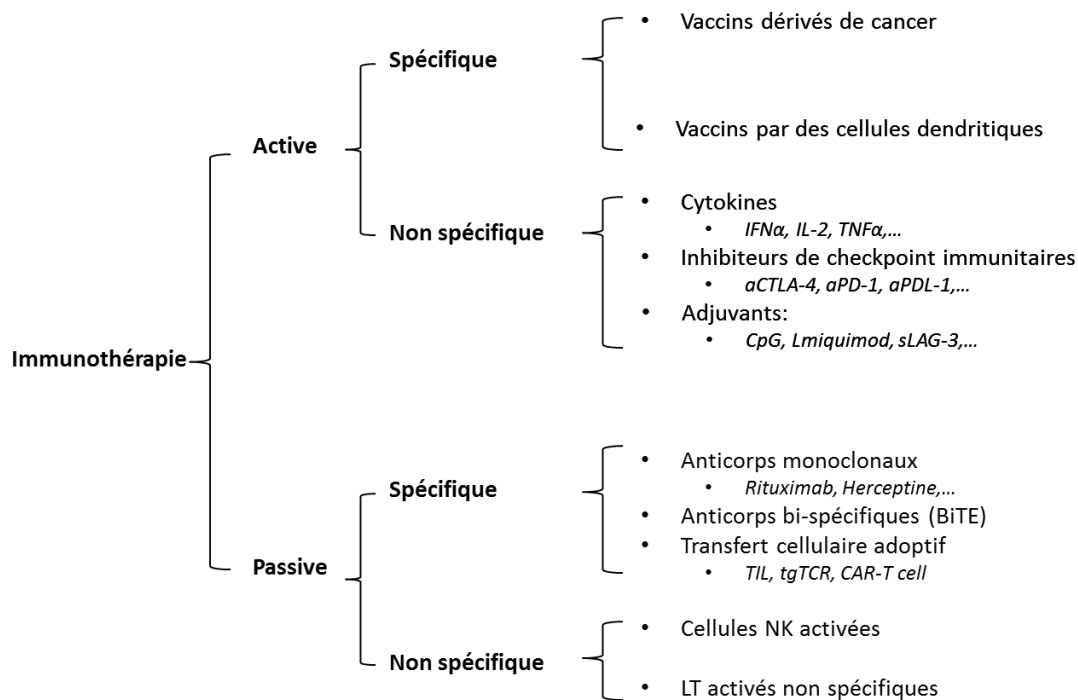 Immunothérapie
Active
Spécifique
• Vaccins dérivés de cancer
• Vaccins par des cellules dendritiques
Non spécifique
• Cytokines
• IFNα, IL-2, TNFα,...
• Inhibiteurs de checkpoint immunitaires
• aCTLA-4, aPD-1, aPDL-1,...
• Adjuvants:
• CpG, Lmiquimod, sLAG-3,...
Passive
Spécifique
• Anticorps monoclonaux
• Rituximab, Herceptine,...
• Anticorps bi-spécifiques (BiTE)
• Transfert cellulaire adoptif
• TIL, tgTCR, CAR-T cell
Non spécifique
• Cellules NK activées
• LT activés non spécifiques